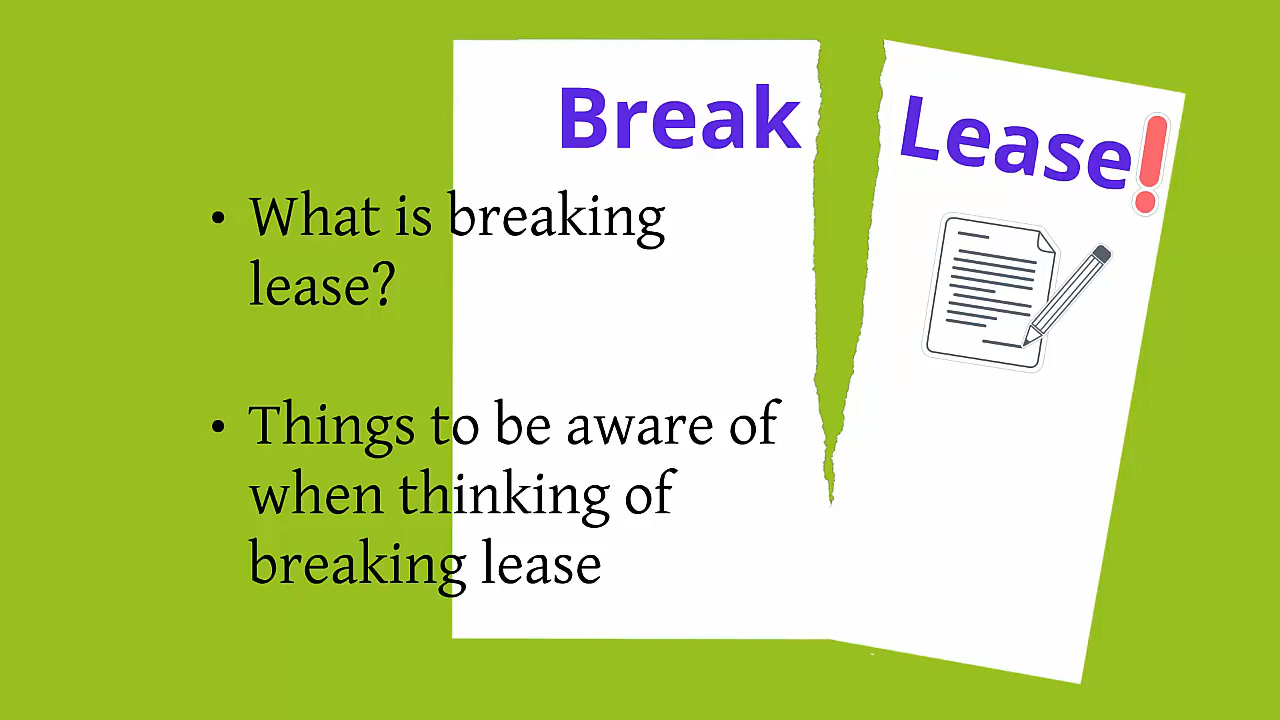 Break Lease!
• What is breaking
lease?
• Things to be aware of
when thinking of
breaking lease